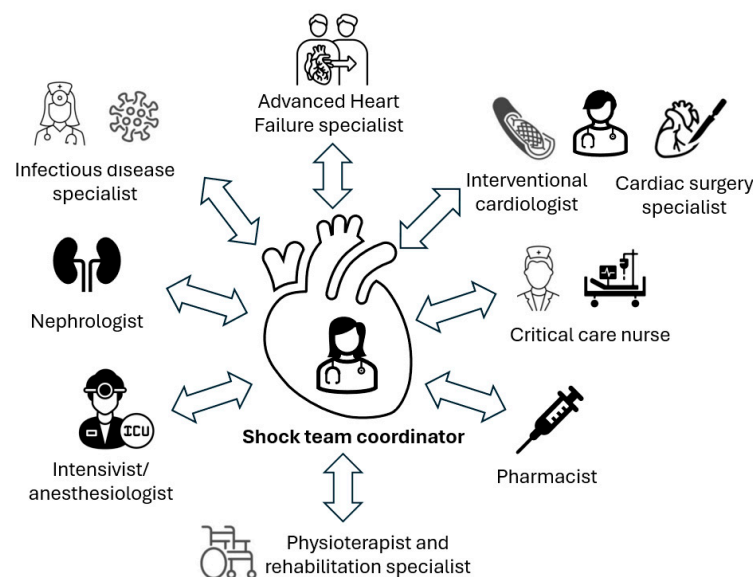 Advanced Heart
Failure specialist
Infectious disease
specialist
Interventional
cardiologist
Cardiac surgery
specialist
Nephrologist
Critical care nurse
ICU
Intensivist/
anesthesiologist
Shock team coordinator
Pharmacist
Physioterapist and
rehabilitation specialist